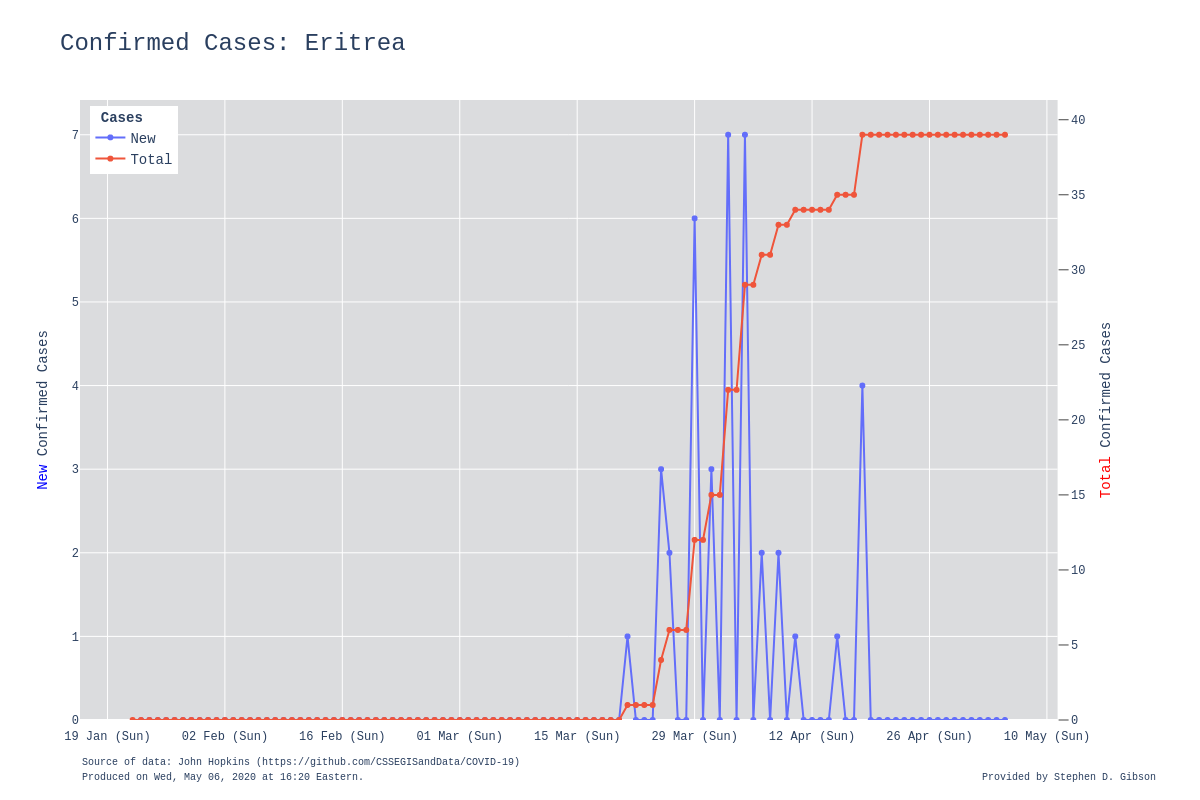 Confirmed Cases: Eritrea
Cases
New
Total
7
6
5
4
3
2
1
0
40
35
30
25
20
15
10
5
0
New Confirmed Cases
Total Confirmed Cases
19 Jan (Sun)
02 Feb (Sun)
16 Feb (Sun)
01 Mar (Sun)
15 Mar (Sun)
29 Mar (Sun)
12 Apr (Sun)
26 Apr (Sun)
10 May (Sun)
Source of data: John Hopkins (https://github.com/CSSEGISandData/COVID-19)
Produced on Wed, May 06, 2020 at 16:20 Eastern.
Provided by Stephen D. Gibson